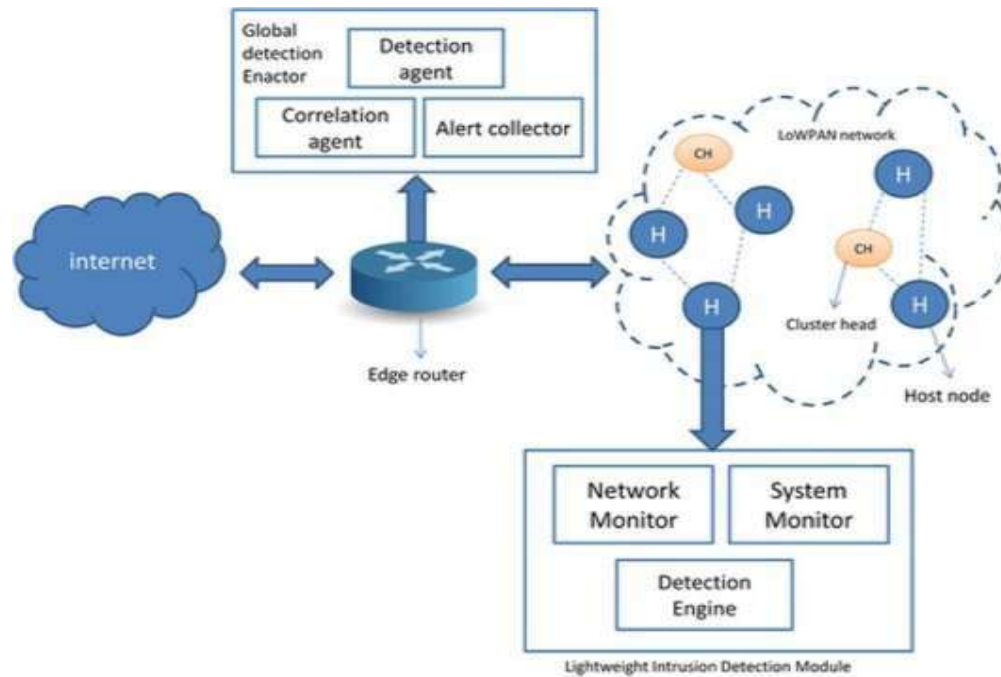 Global
detection
Enactor
Detection
agent
Correlation
agent
Alert collector
LoWPAN network
CH
H
H
H
H
CH
H
internet
Cluster head
Edge router
Host node
Network
Monitor
System
Monitor
Detection
Engine
Lightweight Intrusion Detection Module